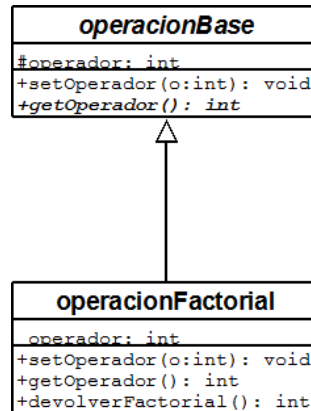 operacionBase
#operador: int
+setOperador(o:int): void
+getOperador(): int
operacionFactorial
operador: int
+setOperador(o:int): void
+getOperador(): int
+devolverFactorial(): int